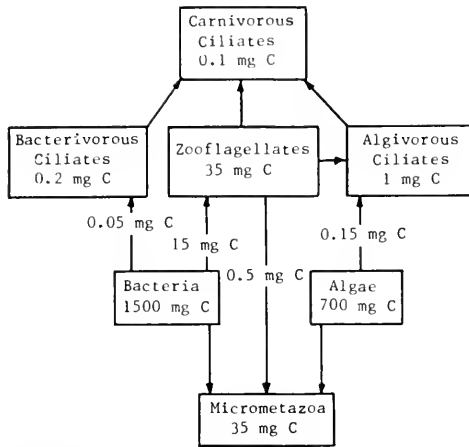 Carnivorous
Ciliates
0.1 mg C
Bacterivorous
Ciliates
0.2 mg C
Zooflagellates
35 mg C
Algivorous
Ciliates
1 mg C
0.05 mg C
15 mg C
0.5 mg C
0.15 mg C
Bacteria
1500 mg C
Algae
700 mg C
Micrometazoa
35 mg C